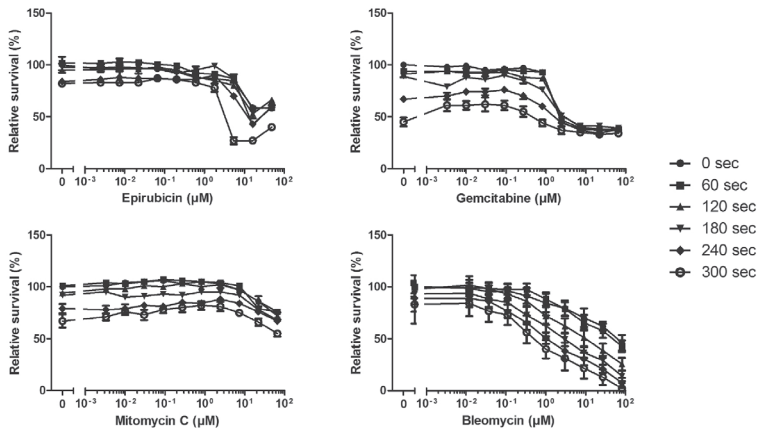 150
100
50
0
Relative survival (%)
0 10⁻³ 10⁻² 10⁻¹ 10⁰ 10¹ 10²
Epirubicin (µM)
150
100
50
0
Relative survival (%)
0 10⁻³ 10⁻² 10⁻¹ 10⁰ 10¹ 10²
Gemcitabine (µM)
0 sec
60 sec
120 sec
180 sec
240 sec
300 sec
150
100
50
0
Relative survival (%)
0 10⁻³ 10⁻² 10⁻¹ 10⁰ 10¹ 10²
Mitomycin C (µM)
150
100
50
0
Relative survival (%)
0 10⁻³ 10⁻² 10⁻¹ 10⁰ 10¹ 10²
Bleomycin (µM)